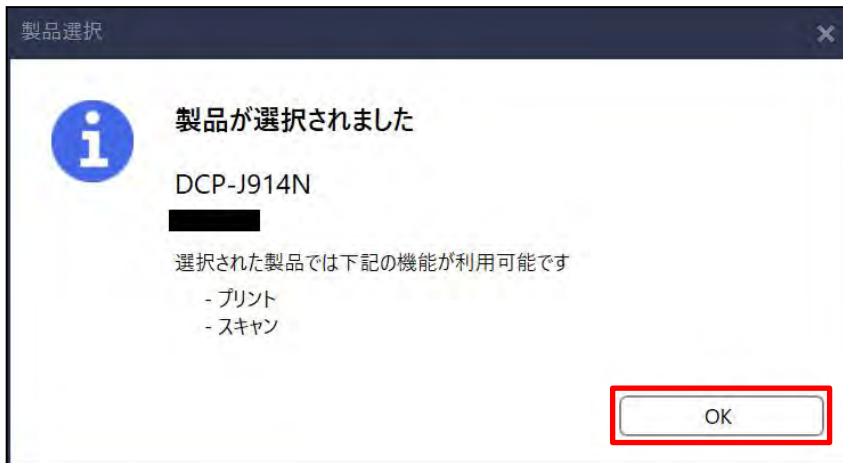 製品選択
製品が選択されました
DCP-J914N
選択された製品では下記の機能が利用可能です
- プリント
- スキャン
OK